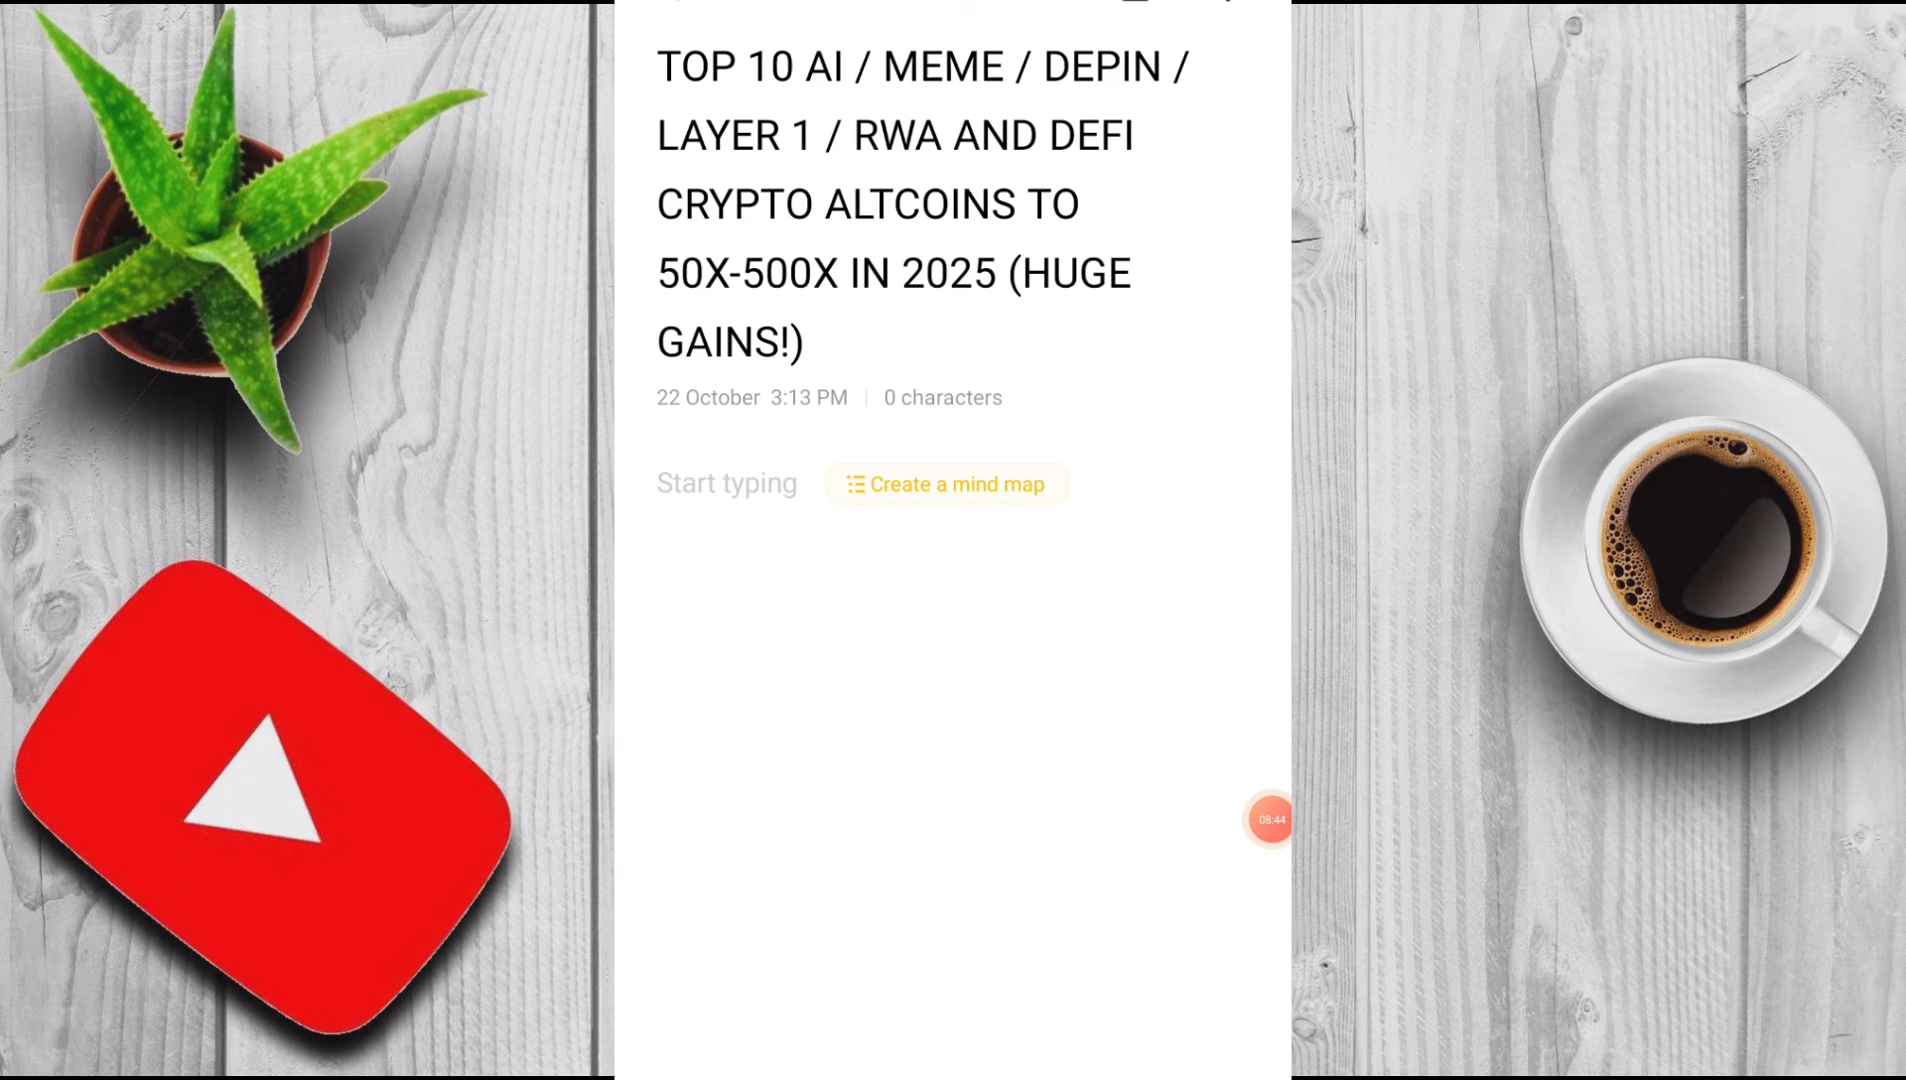 TOP 10 AI / MEME / DEPIN /
LAYER 1 / RWA AND DEFI
CRYPTO ALTCOINS TO
50X-500X IN 2025 (HUGE
GAINS!)
22 October 3:13 PM | 0 characters
Start typing Create a mind map
08:44